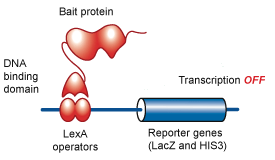 Bait protein
DNA
binding
domain
Transcription OFF
LexA
operators
Reporter genes
(LacZ and HIS3)